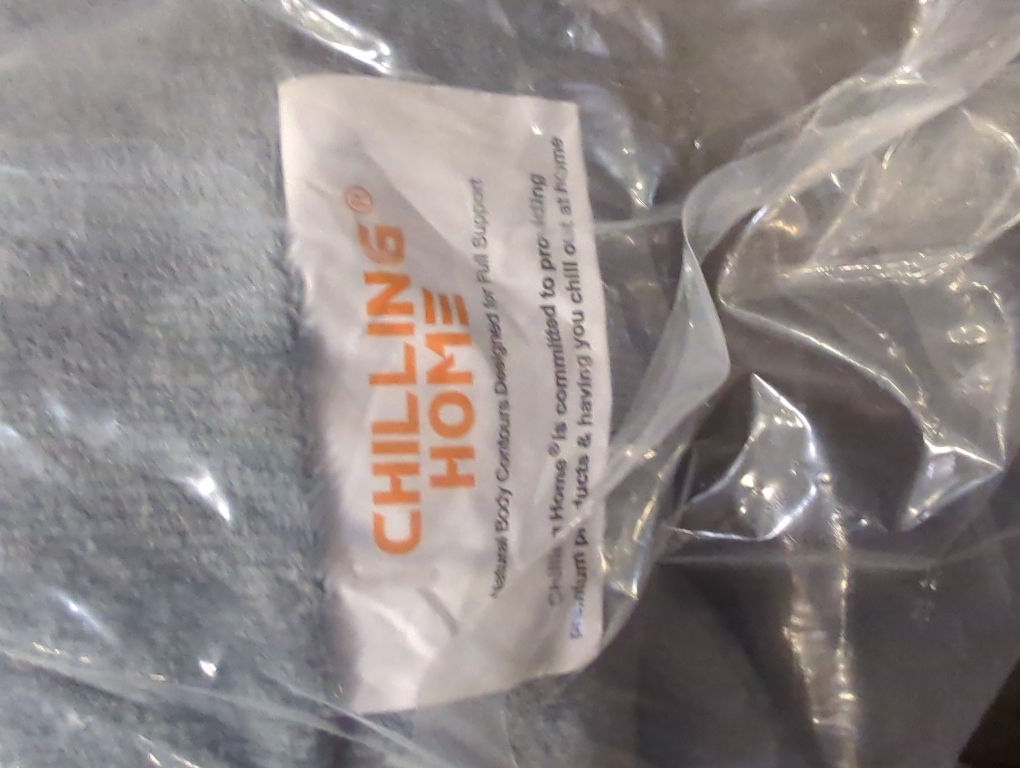 CHILLING®
HOME
Natural Body Contours Designed for Full Support
Chilling Home® is committed to providing
premium products & having you chill out at home